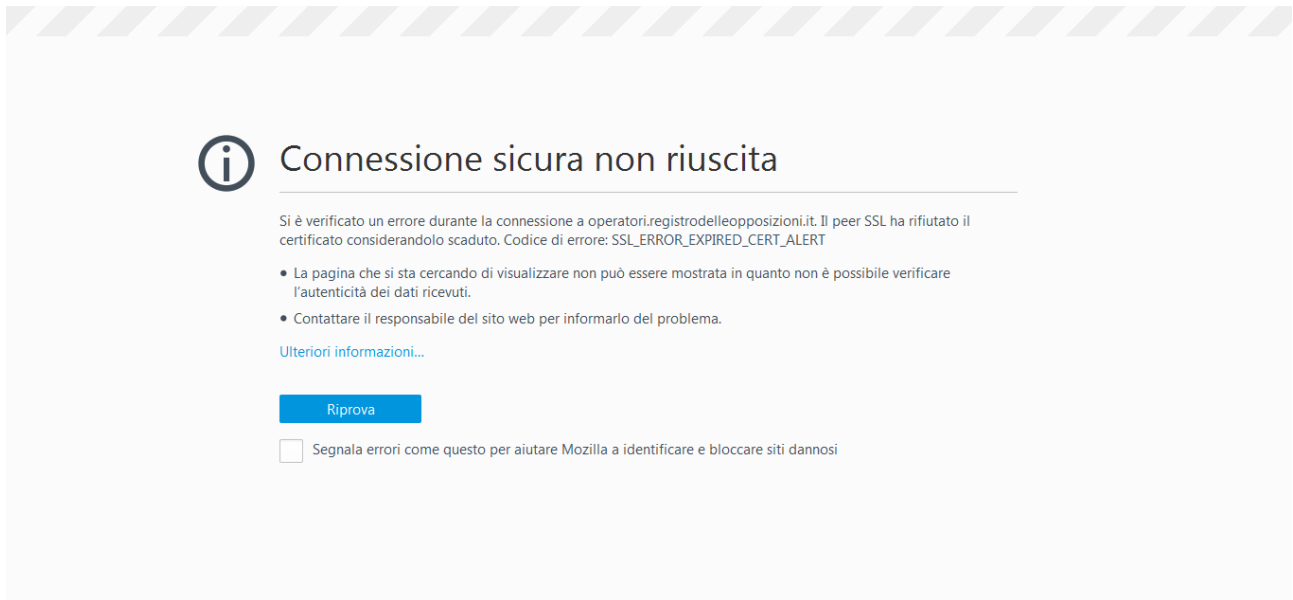 Connessione sicura non riuscita
Si è verificato un errore durante la connessione a operatori.registrodelleopposizioni.it. Il peer SSL ha rifiutato il
certificato considerandolo scaduto. Codice di errore: SSL_ERROR_EXPIRED_CERT_ALERT
• La pagina che si sta cercando di visualizzare non può essere mostrata in quanto non è possibile verificare
l'autenticità dei dati ricevuti.
• Contattare il responsabile del sito web per informarlo del problema.
Ulteriori informazioni...
Riprova
Segnala errori come questo per aiutare Mozilla a identificare e bloccare siti dannosi